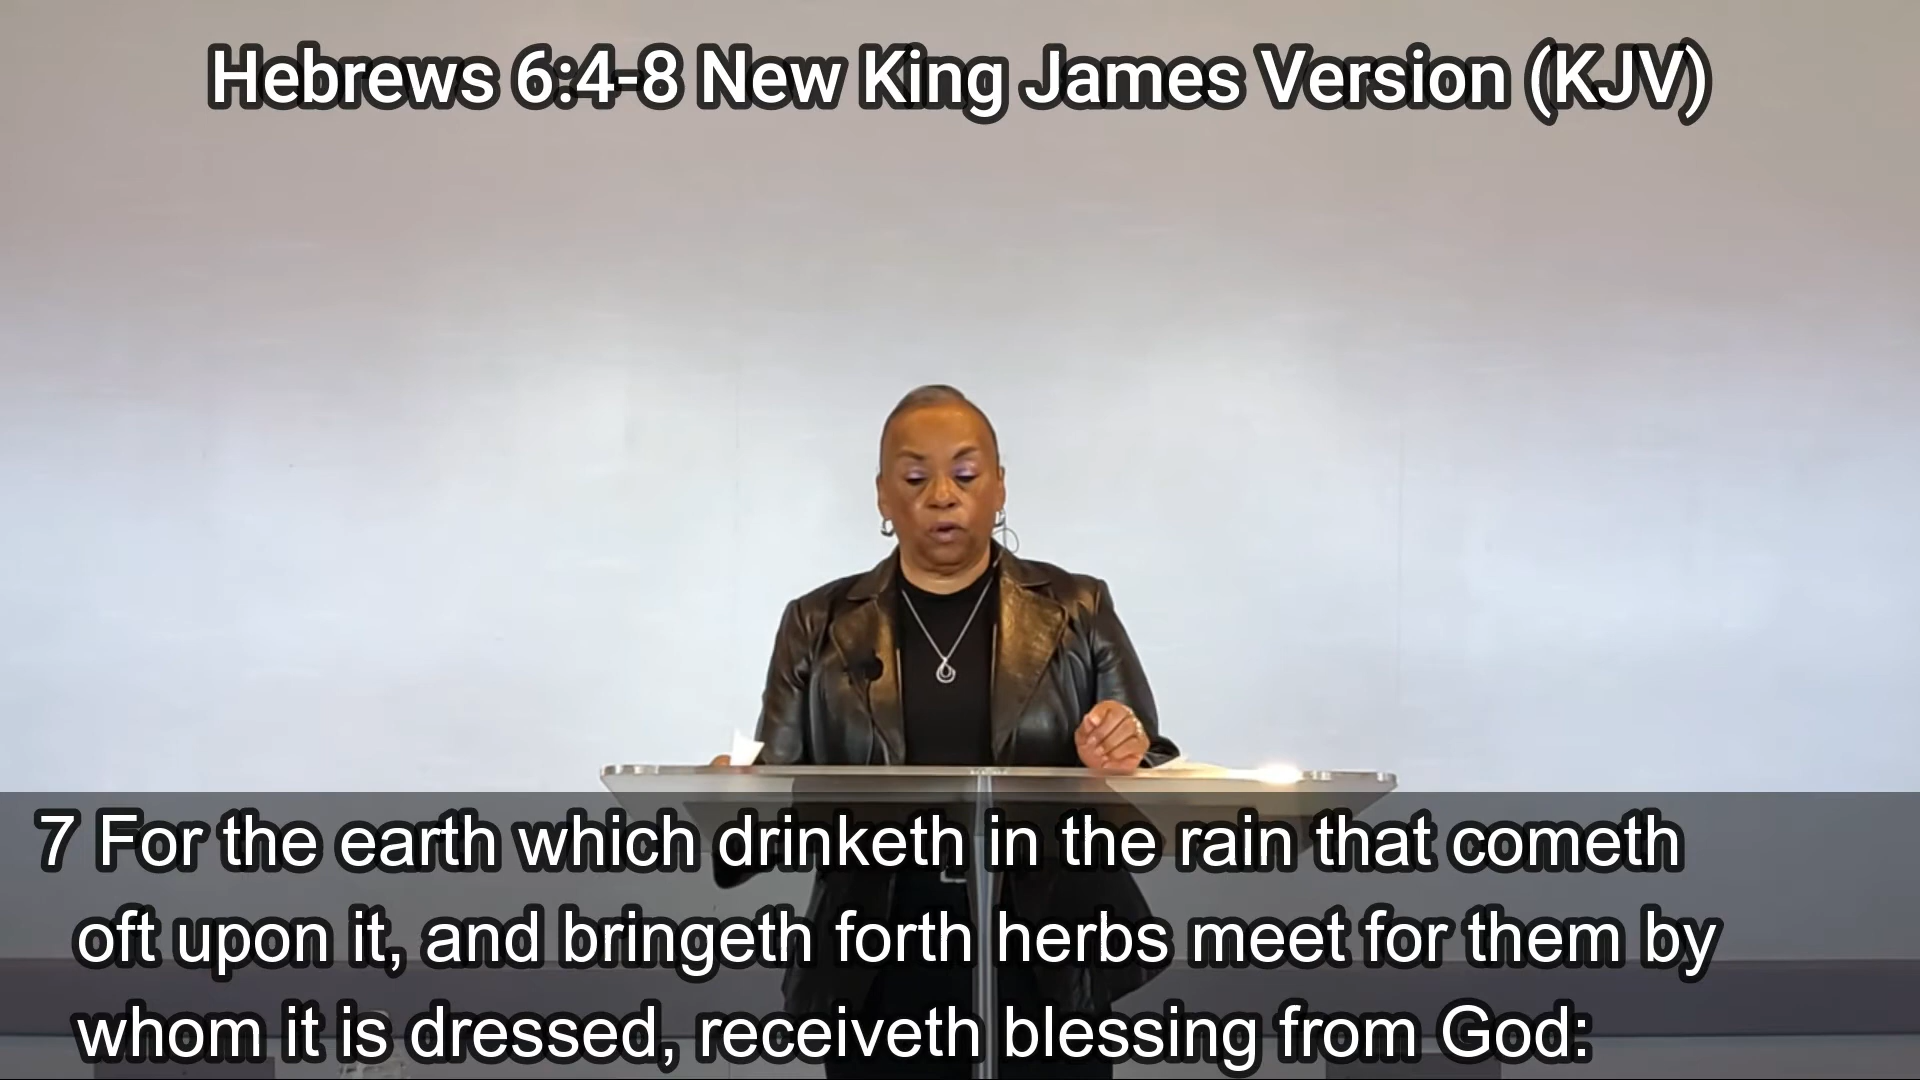 Hebrews 6:4-8 New King James Version (KJV)
7 For the earth which drinketh in the rain that cometh
oft upon it, and bringeth forth herbs meet for them by
whom it is dressed, receiveth blessing from God: